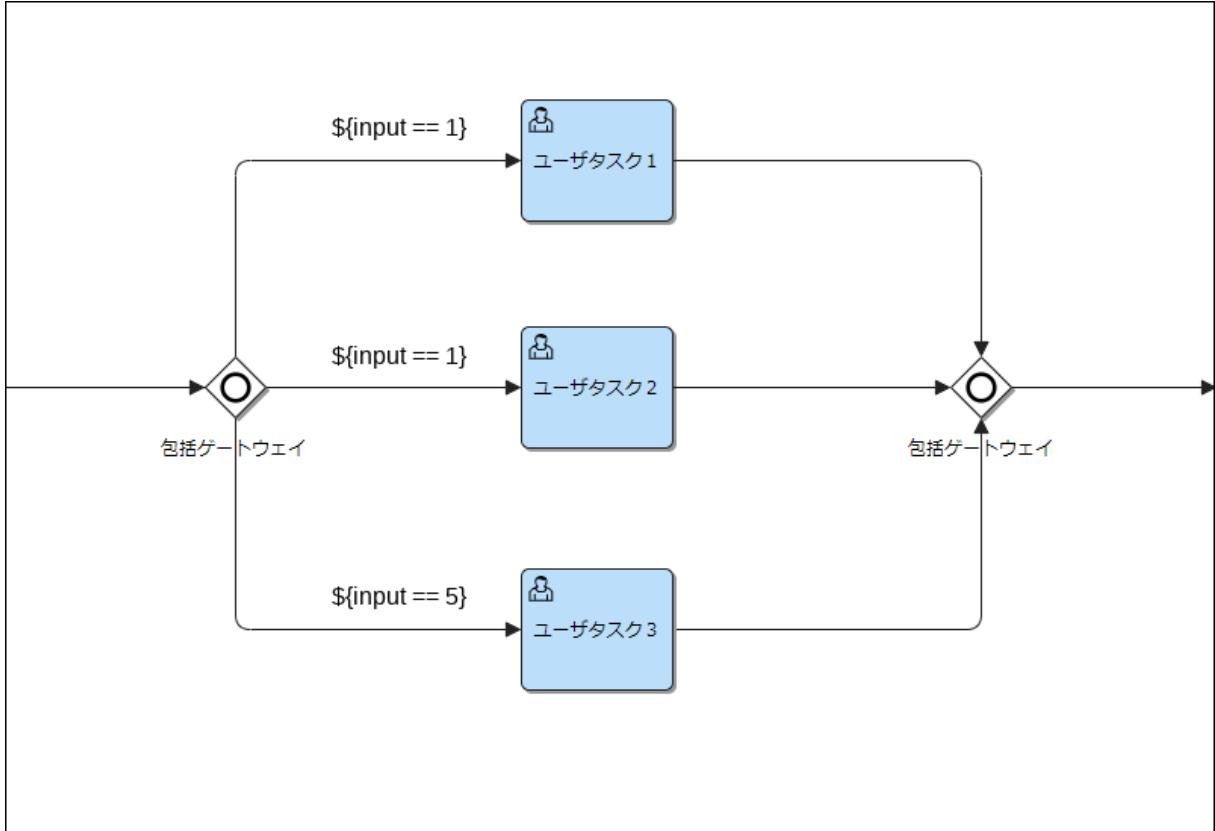 ${input == 1}
ユーザタスク1
${input == 1}
ユーザタスク2
包括ゲートウェイ
包括ゲートウェイ
${input == 5}
ユーザタスク3